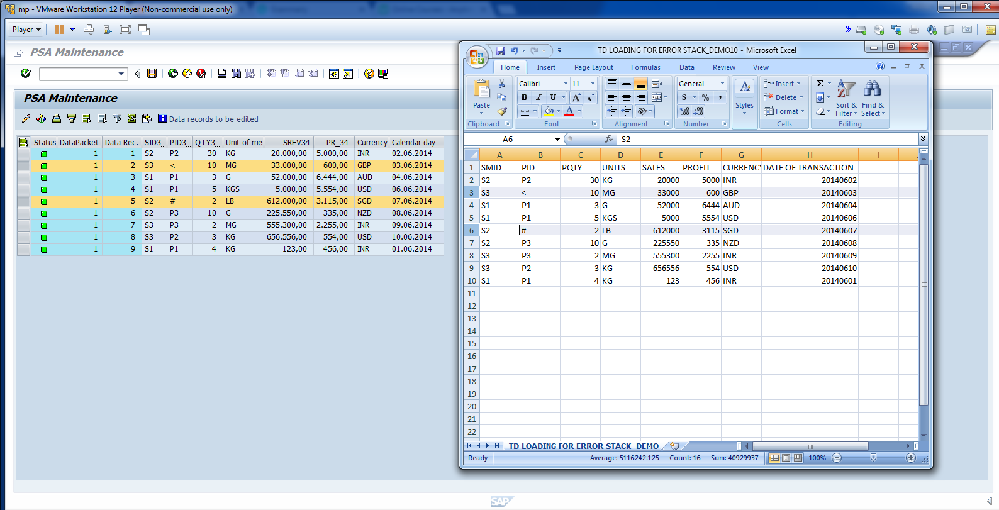 mp - VMware Workstation 12 Player (Non-commercial use only)
Player
PSA Maintenance
PSA Maintenance
Data records to be edited
Status DataPacket Data Rec. SID3... PID3... QTY3... Unit of me SREV34 PR_34 Currency Calendar day
1 1 S2 P2 30 KG 20.000,00 5.000,00 INR 02.06.2014
1 2 S3 < 10 MG 33.000,00 600,00 GBP 03.06.2014
1 3 S1 P1 3 G 52.000,00 6.444,00 AUD 04.06.2014
1 4 S1 P1 5 KGS 5.000,00 5.554,00 USD 06.06.2014
1 5 S2 # 2 LB 612.000,00 3.115,00 SGD 07.06.2014
1 6 S2 P3 10 G 225.550,00 335,00 NZD 08.06.2014
1 7 S3 P3 2 MG 555.300,00 2.255,00 INR 09.06.2014
1 8 S3 P2 3 KG 656.556,00 554,00 USD 10.06.2014
1 9 S1 P1 4 KG 123,00 456,00 INR 01.06.2014
TD LOADING FOR ERROR STACK_DEMO10 - Microsoft Excel
Home Insert Page Layout Formulas Data Review View
Paste
Clipboard
Calibri 11
B I U A A
A
Font
Alignment
General
$ % ,
Number
A
Styles
Insert
Delete
Format
Cells
Σ
Sort & Filter
Find & Select
Editing
A6 fx S2
A B C D E F G H I
1 SMID PID PQTY UNITS SALES PROFIT CURRENCY DATE OF TRANSACTION
2 S2 P2 30 KG 20000 5000 INR 20140602
3 S3 < 10 MG 33000 600 GBP 20140603
4 S1 P1 3 G 52000 6444 AUD 20140604
5 S1 P1 5 KGS 5000 5554 USD 20140606
6 S2 # 2 LB 612000 3115 SGD 20140607
7 S2 P3 10 G 225550 335 NZD 20140608
8 S3 P3 2 MG 555300 2255 INR 20140609
9 S3 P2 3 KG 656556 554 USD 20140610
10 S1 P1 4 KG 123 456 INR 20140601
11
12
13
14
15
16
17
18
19
20
21
22
TD LOADING FOR ERROR STACK_DEMO
Ready Average: 5116242.125 Count: 16 Sum: 40929937 100%
SAP